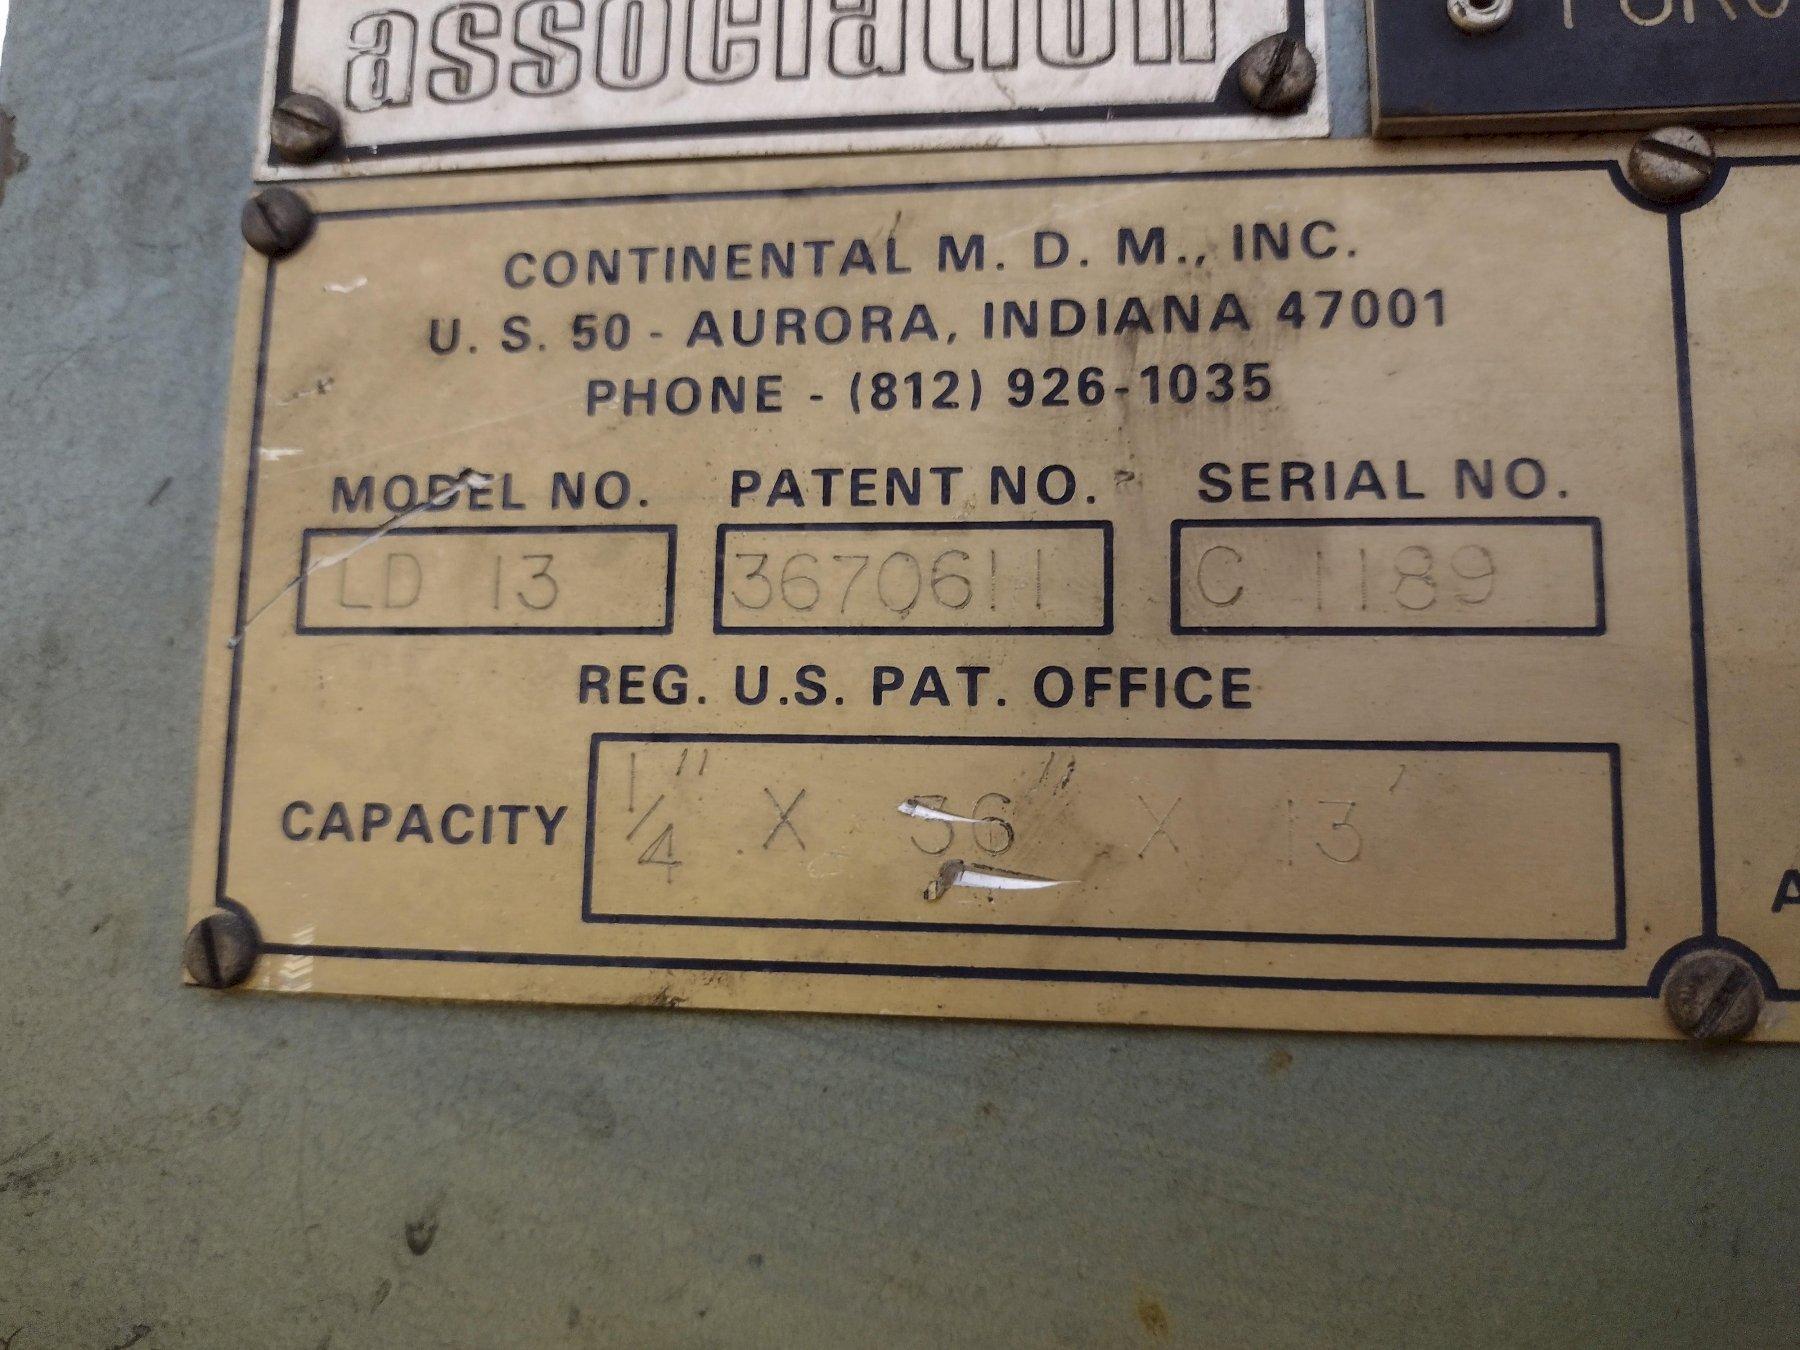 association
CONTINENTAL M. D. M., INC.
U. S. 50 - AURORA, INDIANA 47001
PHONE - (812) 926-1035
MODEL NO. PATENT NO. SERIAL NO.
LD 13 3670611 C 1189
REG. U.S. PAT. OFFICE
CAPACITY 1/4" X 36" X 13'